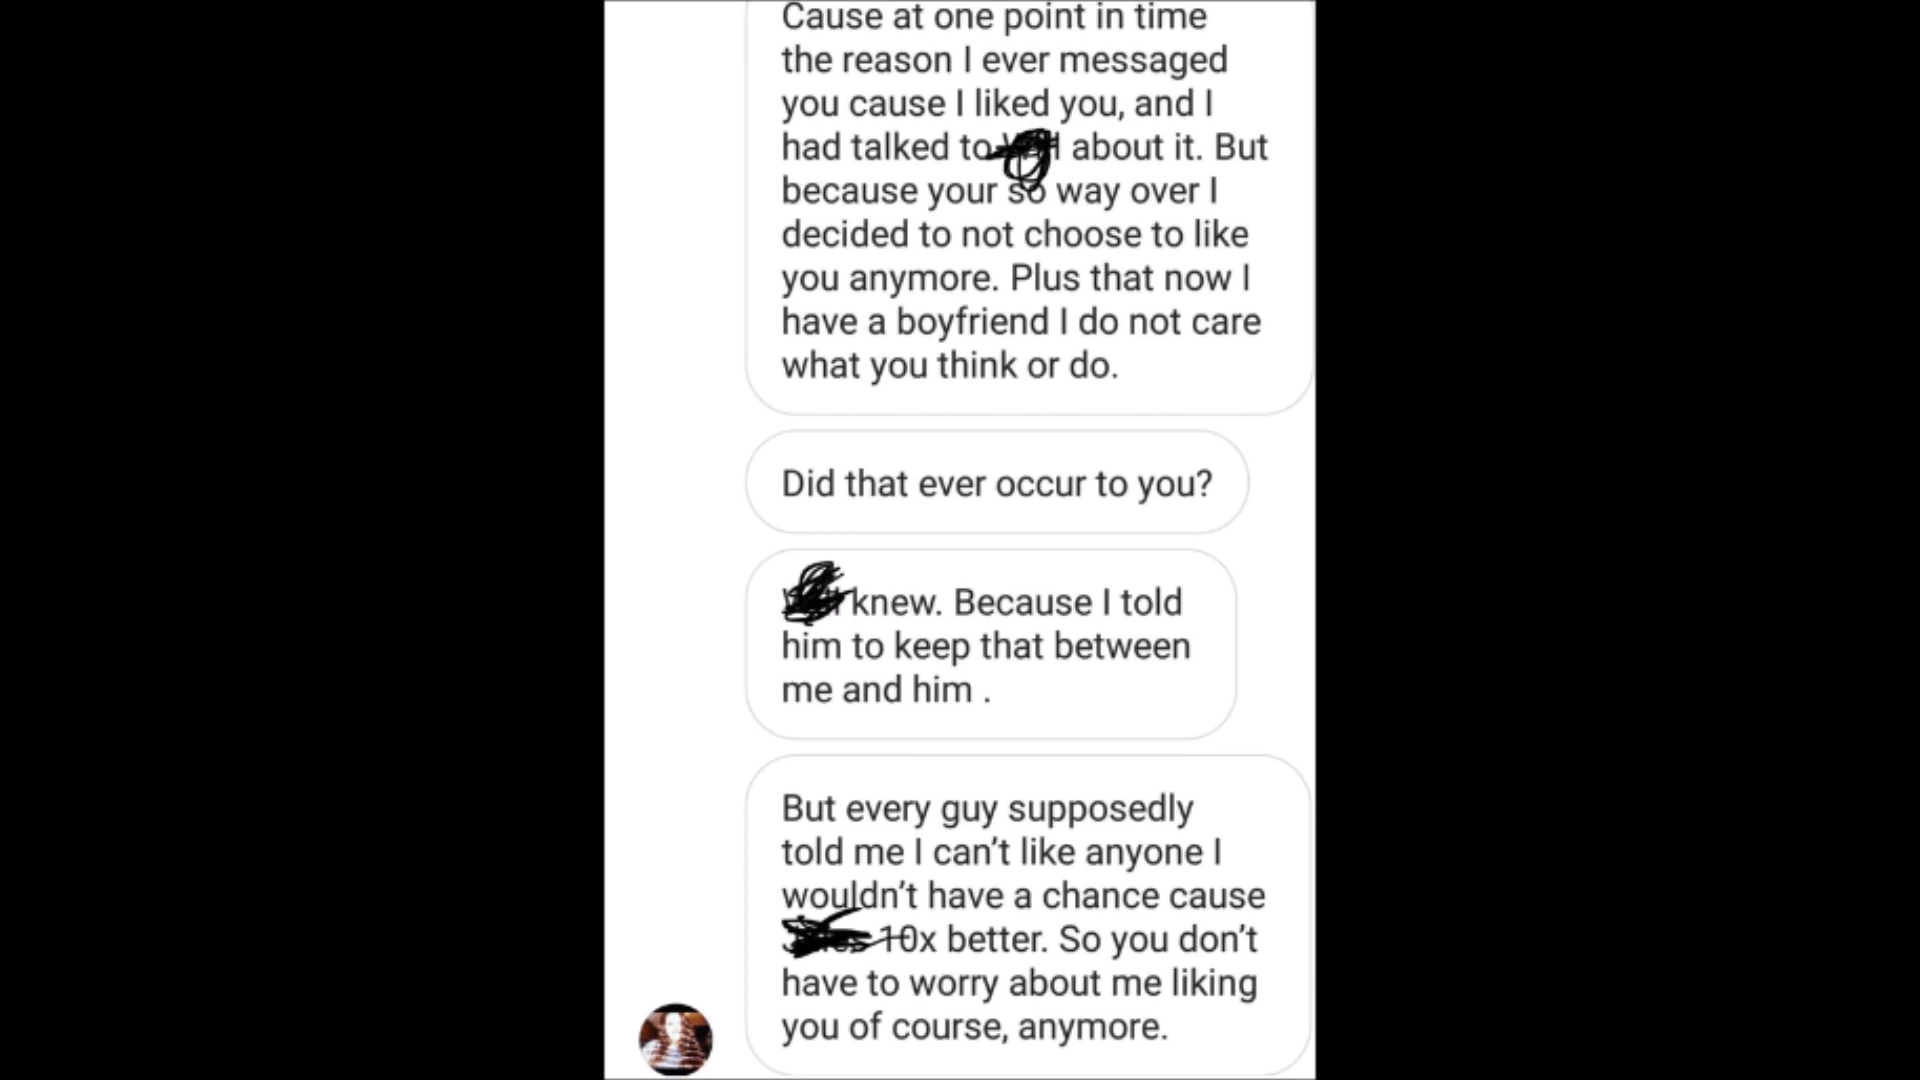 Cause at one point in time
the reason I ever messaged
you cause I liked you, and I
had talked to about it. But
because your so way over I
decided to not choose to like
you anymore. Plus that now I
have a boyfriend I do not care
what you think or do.
Did that ever occur to you?
knew. Because I told
him to keep that between
me and him .
But every guy supposedly
told me I can’t like anyone I
wouldn’t have a chance cause
10x better. So you don’t
have to worry about me liking
you of course, anymore.